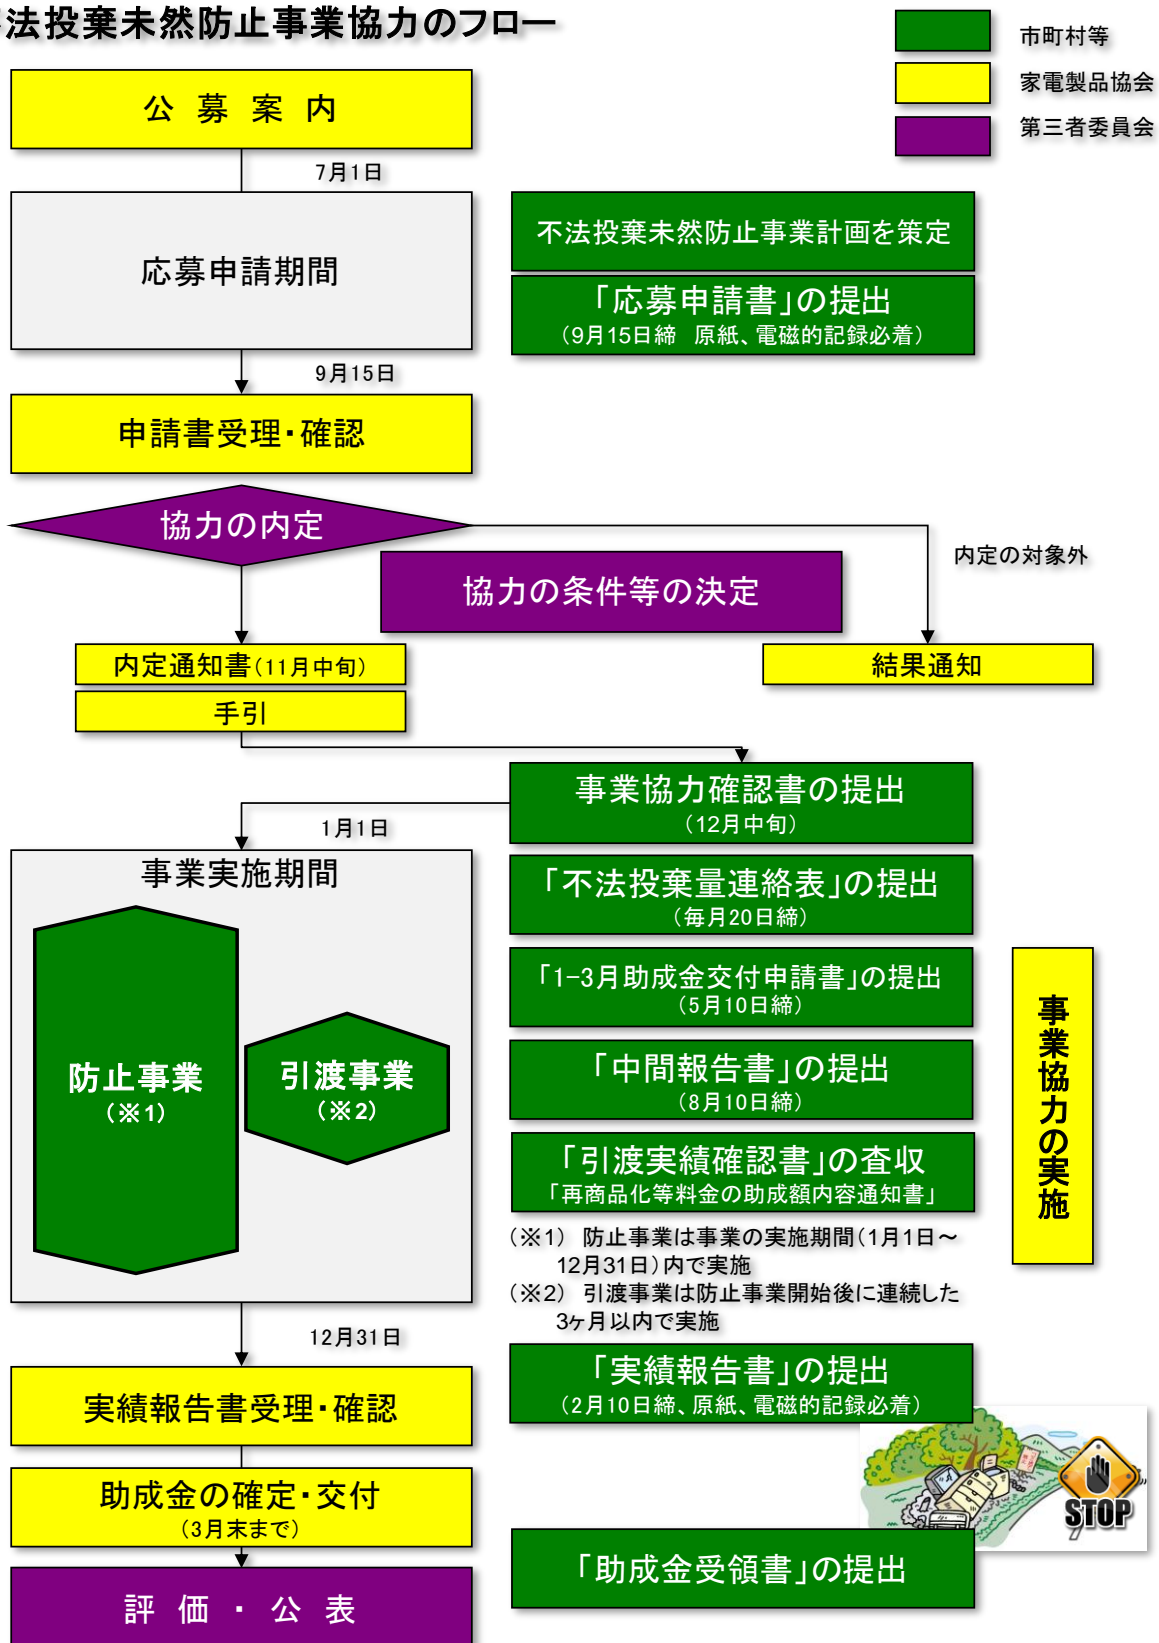 法投棄未然防止事業協力のフロー
市町村等
家電製品協会
第三者委員会
公 募 案 内
7月1日
応募申請期間
不法投棄未然防止事業計画を策定
「応募申請書」の提出
（9月15日締 原紙、電磁的記録必着）
9月15日
申請書受理・確認
協力の内定
内定の対象外
協力の条件等の決定
内定通知書（11月中旬）
結果通知
手引
事業協力確認書の提出
（12月中旬）
1月1日
事業実施期間
「不法投棄量連絡表」の提出
（毎月20日締）
「1-3月助成金交付申請書」の提出
（5月10日締）
事業協力の実施
防止事業
（※1）
引渡事業
（※2）
「中間報告書」の提出
（8月10日締）
「引渡実績確認書」の査収
「再商品化等料金の助成額内容通知書」
（※1） 防止事業は事業の実施期間（1月1日～
12月31日）内で実施
（※2） 引渡事業は防止事業開始後に連続した
3ヶ月以内で実施
12月31日
「実績報告書」の提出
（2月10日締、原紙、電磁的記録必着）
実績報告書受理・確認
助成金の確定・交付
（3月末まで）
STOP
「助成金受領書」の提出
評 価 ・ 公 表